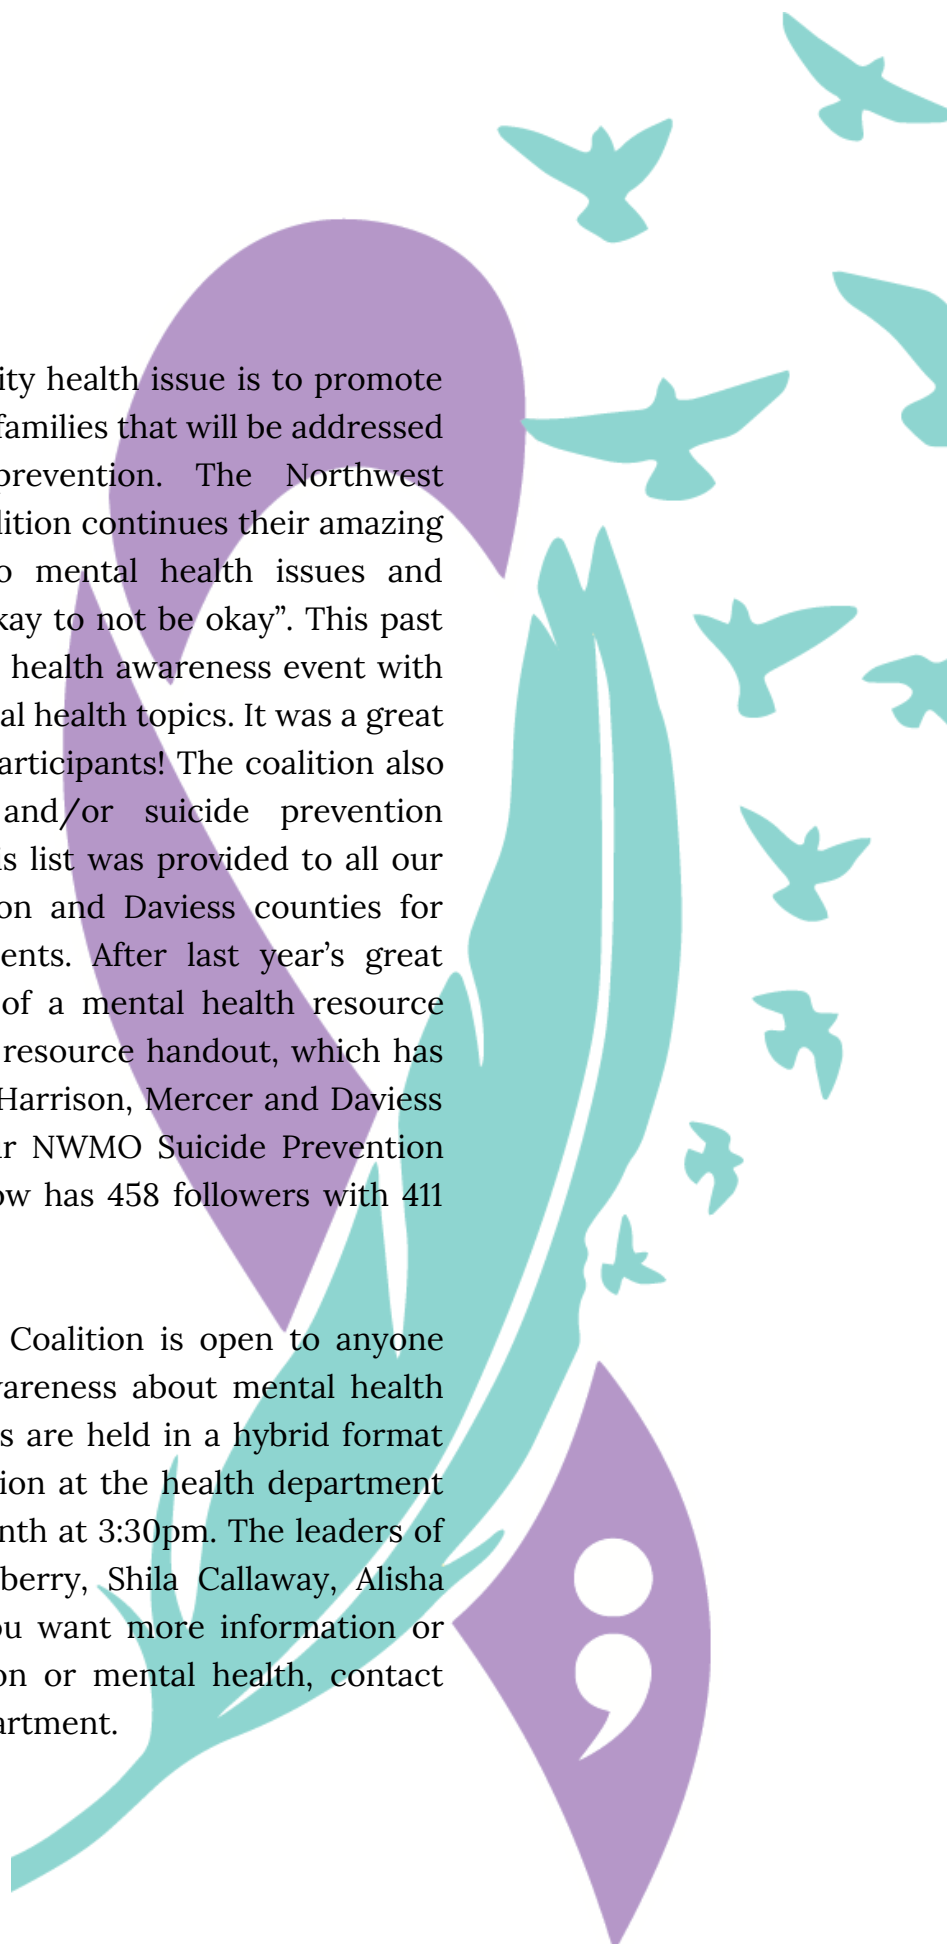 ity health issue is to promote
families that will be addressed
prevention. The Northwest
lition continues their amazing
o mental health issues and
kay to not be okay”. This past
health awareness event with
al health topics. It was a great
articipants! The coalition also
and/or suicide prevention
is list was provided to all our
on and Daviess counties for
ents. After last year’s great
of a mental health resource
resource handout, which has
Harrison, Mercer and Daviess
r NWMO Suicide Prevention
ow has 458 followers with 411
Coalition is open to anyone
wareness about mental health
s are held in a hybrid format
ion at the health department
nth at 3:30pm. The leaders of
berry, Shila Callaway, Alisha
ou want more information or
on or mental health, contact
artment.
;